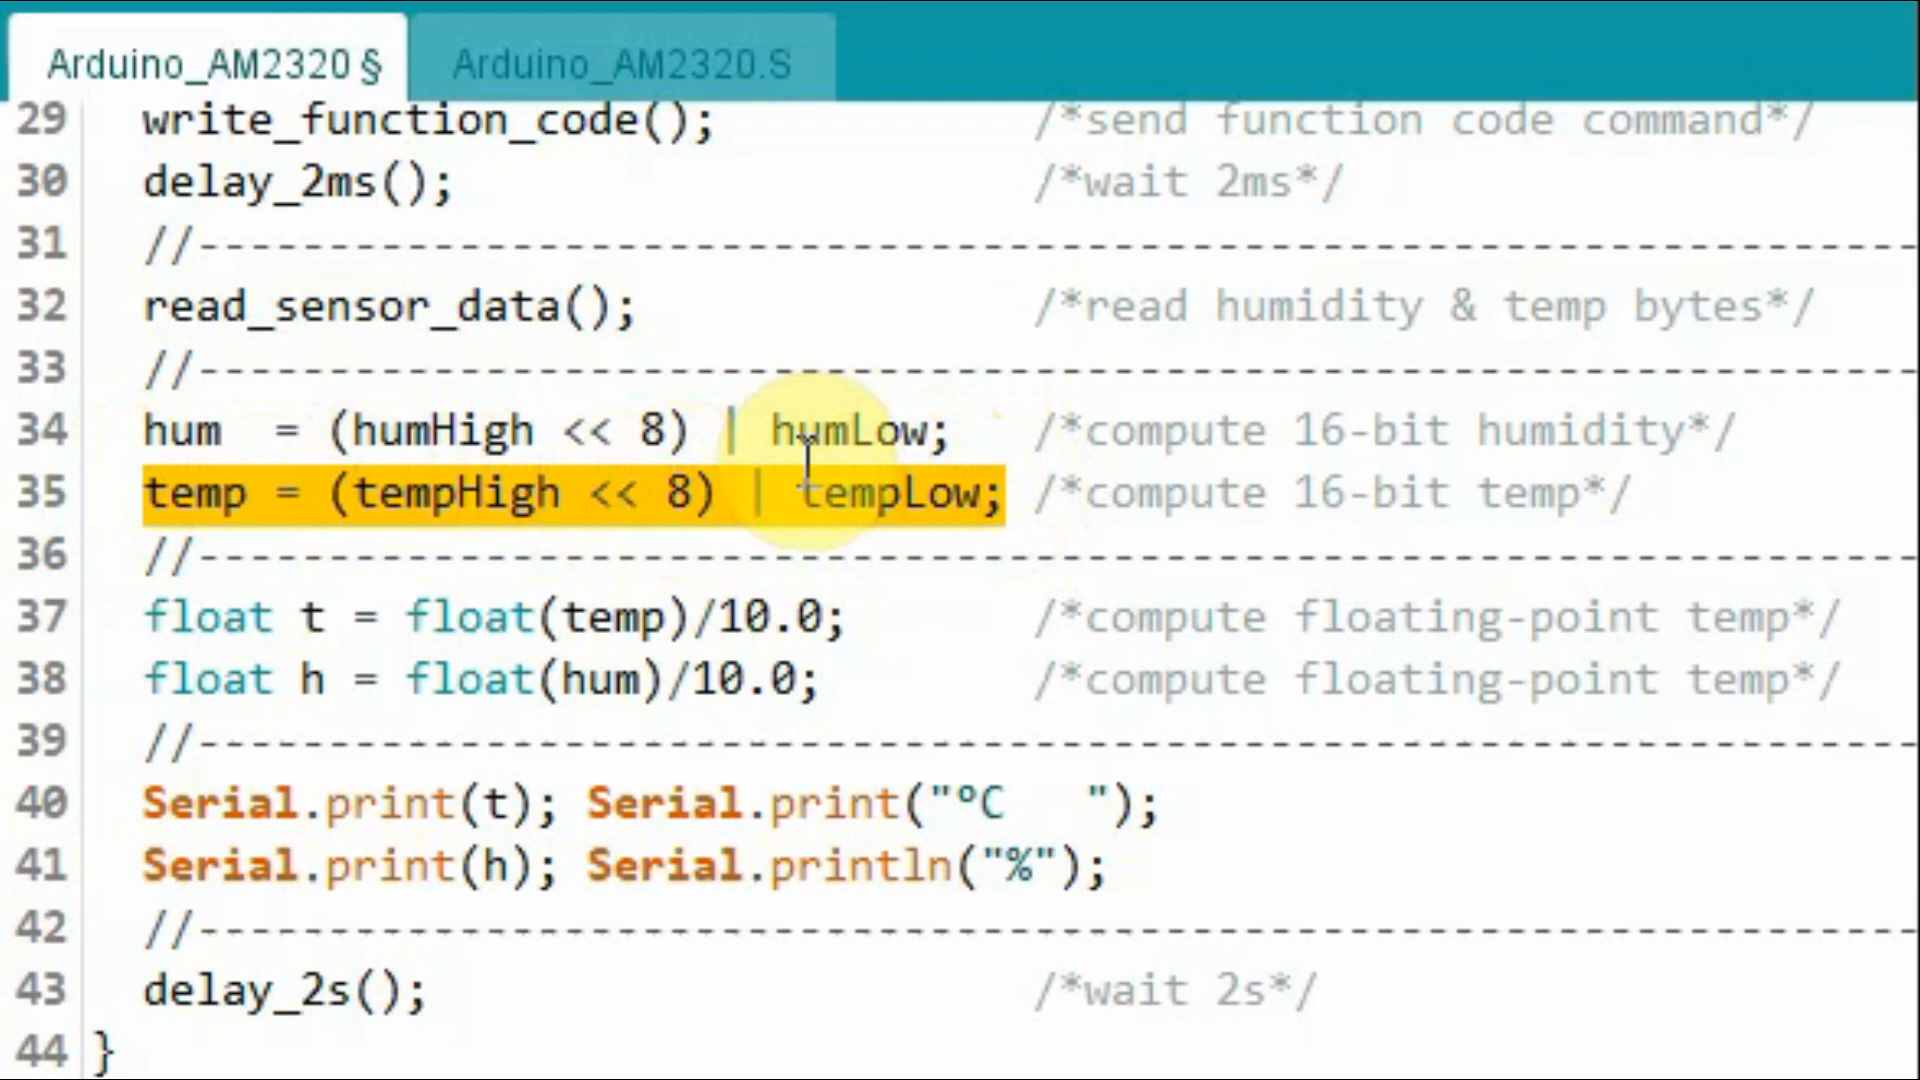 Arduino_AM2320 § Arduino_AM2320.S
29 write_function_code(); /*send function code command*/
30 delay_2ms(); /*wait 2ms*/
31 //------------------------------------------------------------------
32 read_sensor_data(); /*read humidity & temp bytes*/
33 //------------------------------------------------------------------
34 hum  = (humHigh << 8) | humLow; /*compute 16-bit humidity*/
35 temp = (tempHigh << 8) | tempLow; /*compute 16-bit temp*/
36 //------------------------------------------------------------------
37 float t = float(temp)/10.0; /*compute floating-point temp*/
38 float h = float(hum)/10.0; /*compute floating-point temp*/
39 //------------------------------------------------------------------
40 Serial.print(t); Serial.print("ºC   ");
41 Serial.print(h); Serial.println("%");
42 //------------------------------------------------------------------
43 delay_2s(); /*wait 2s*/
44 }